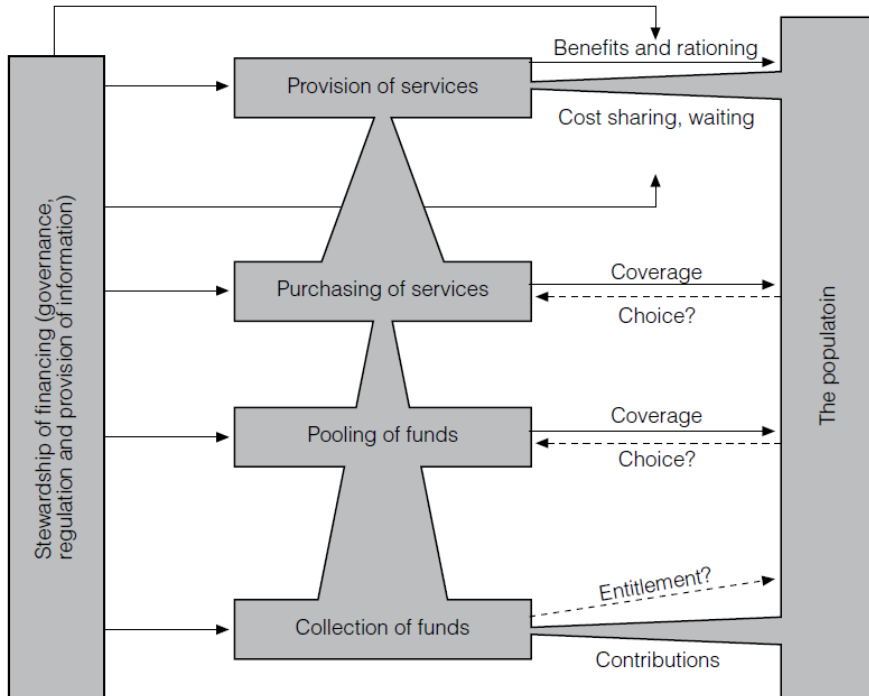 Benefits and rationing
Provision of services
Cost sharing, waiting
Stewardship of financing (governance,
regulation and provision of information)
Coverage
Purchasing of services
Choice?
The populatoin
Coverage
Pooling of funds
Choice?
Entitlement?
Collection of funds
Contributions